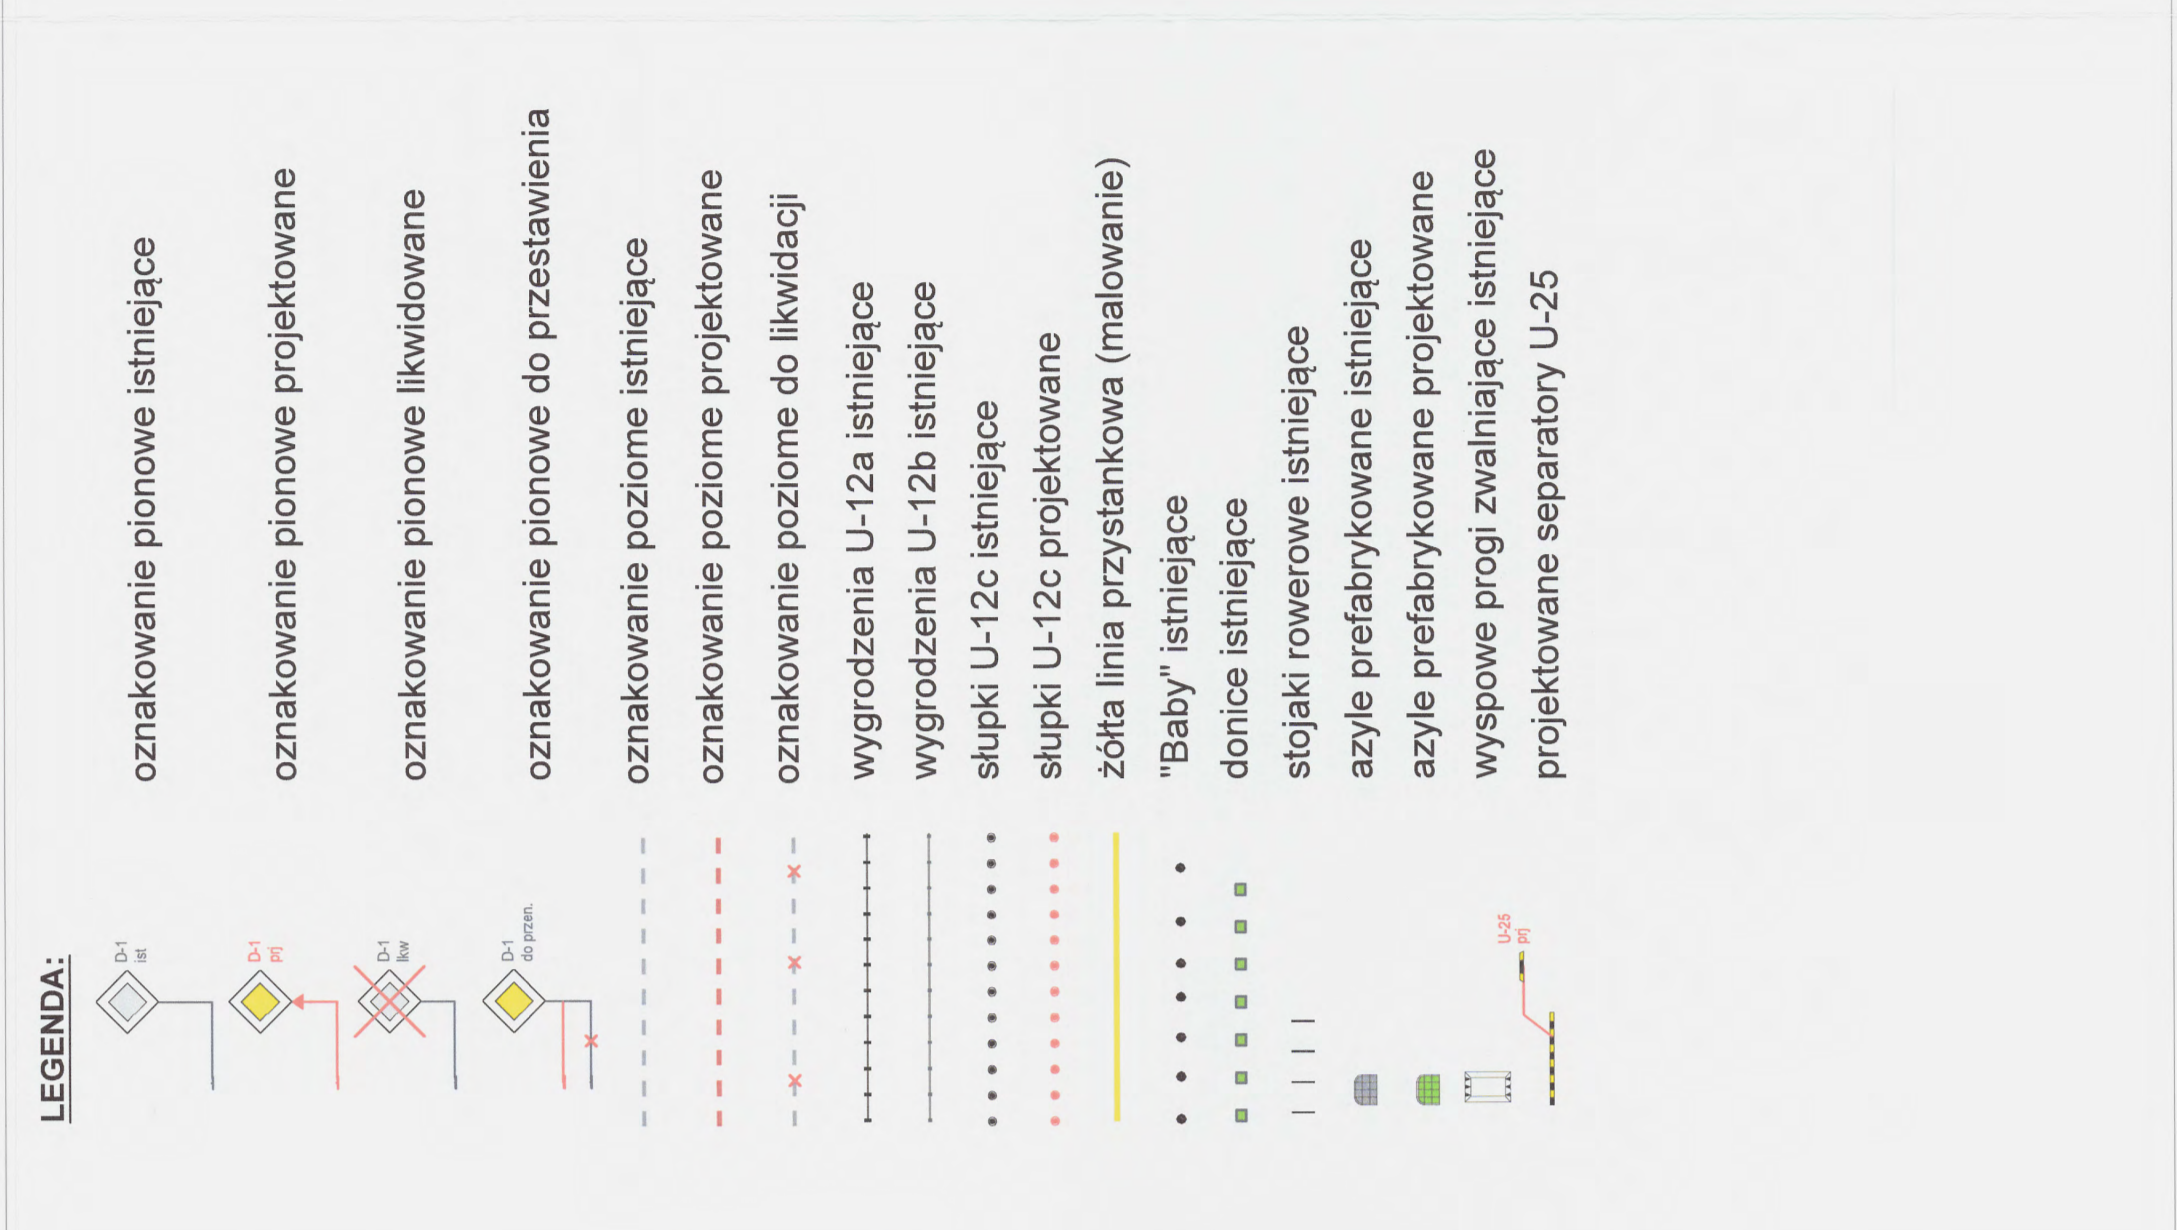 LEGENDA:
D-1
ist
oznakowanie pionowe istniejące
D-1
prj
oznakowanie pionowe projektowane
D-1
lkw
oznakowanie pionowe likwidowane
D-1
do przen.
oznakowanie pionowe do przestawienia
oznakowanie poziome istniejące
oznakowanie poziome projektowane
oznakowanie poziome do likwidacji
wygrodzenia U-12a istniejące
wygrodzenia U-12b istniejące
słupki U-12c istniejące
słupki U-12c projektowane
żółta linia przystankowa (malowanie)
"Baby" istniejące
donice istniejące
stojaki rowerowe istniejące
azyle prefabrykowane istniejące
azyle prefabrykowane projektowane
wyspowe progi zwalniające istniejące
U-25
prj
projektowane separatory U-25